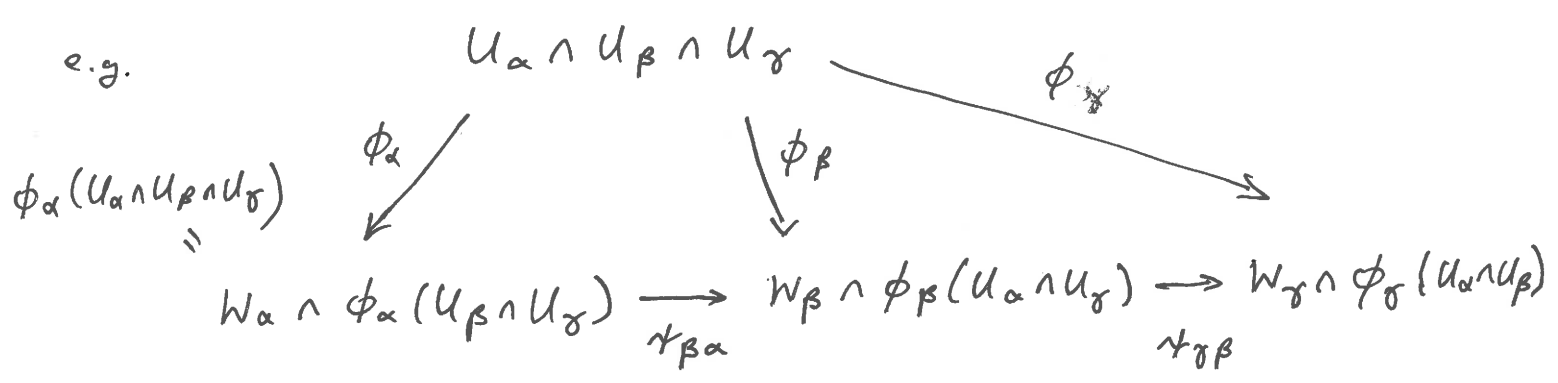 e.g. U_α ∩ U_β ∩ U_γ
ϕ_γ
ϕ_α ϕ_β
ϕ_α(U_α∩U_β∩U_γ)
=
W_α ∩ ϕ_α(U_β∩U_γ) → W_β ∩ ϕ_β(U_α∩U_γ) → W_γ∩ ϕ_γ(U_α∩U_β)
ψ_βα ψ_γβ